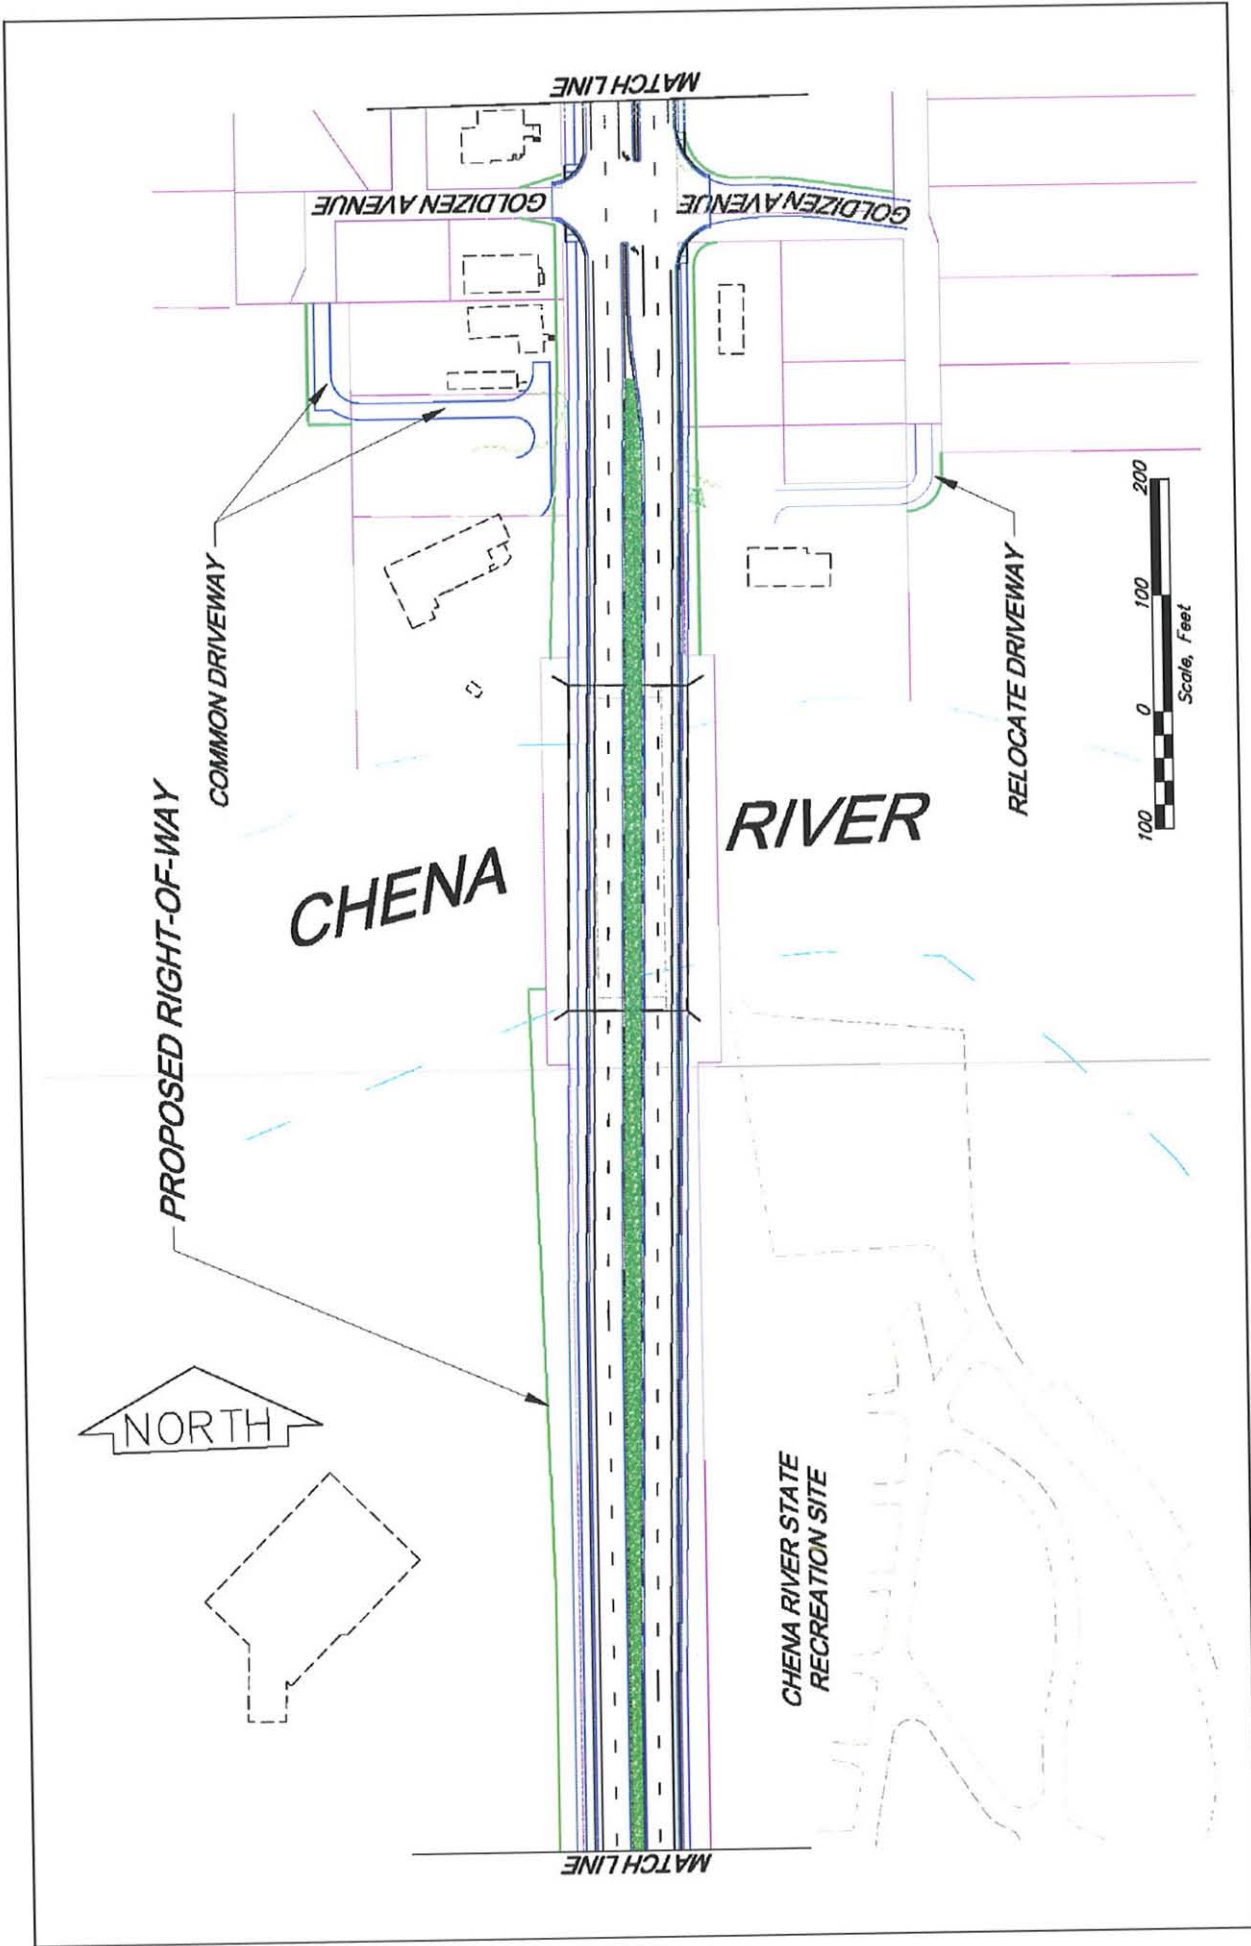 MATCH LINE
GOLDIZEN AVENUE
GOLDIZEN AVENUE
COMMON DRIVEWAY
RELOCATE DRIVEWAY
100 0 100 200
Scale, Feet
PROPOSED RIGHT-OF-WAY
CHENA
RIVER
NORTH
CHENA RIVER STATE
RECREATION SITE
MATCH LINE